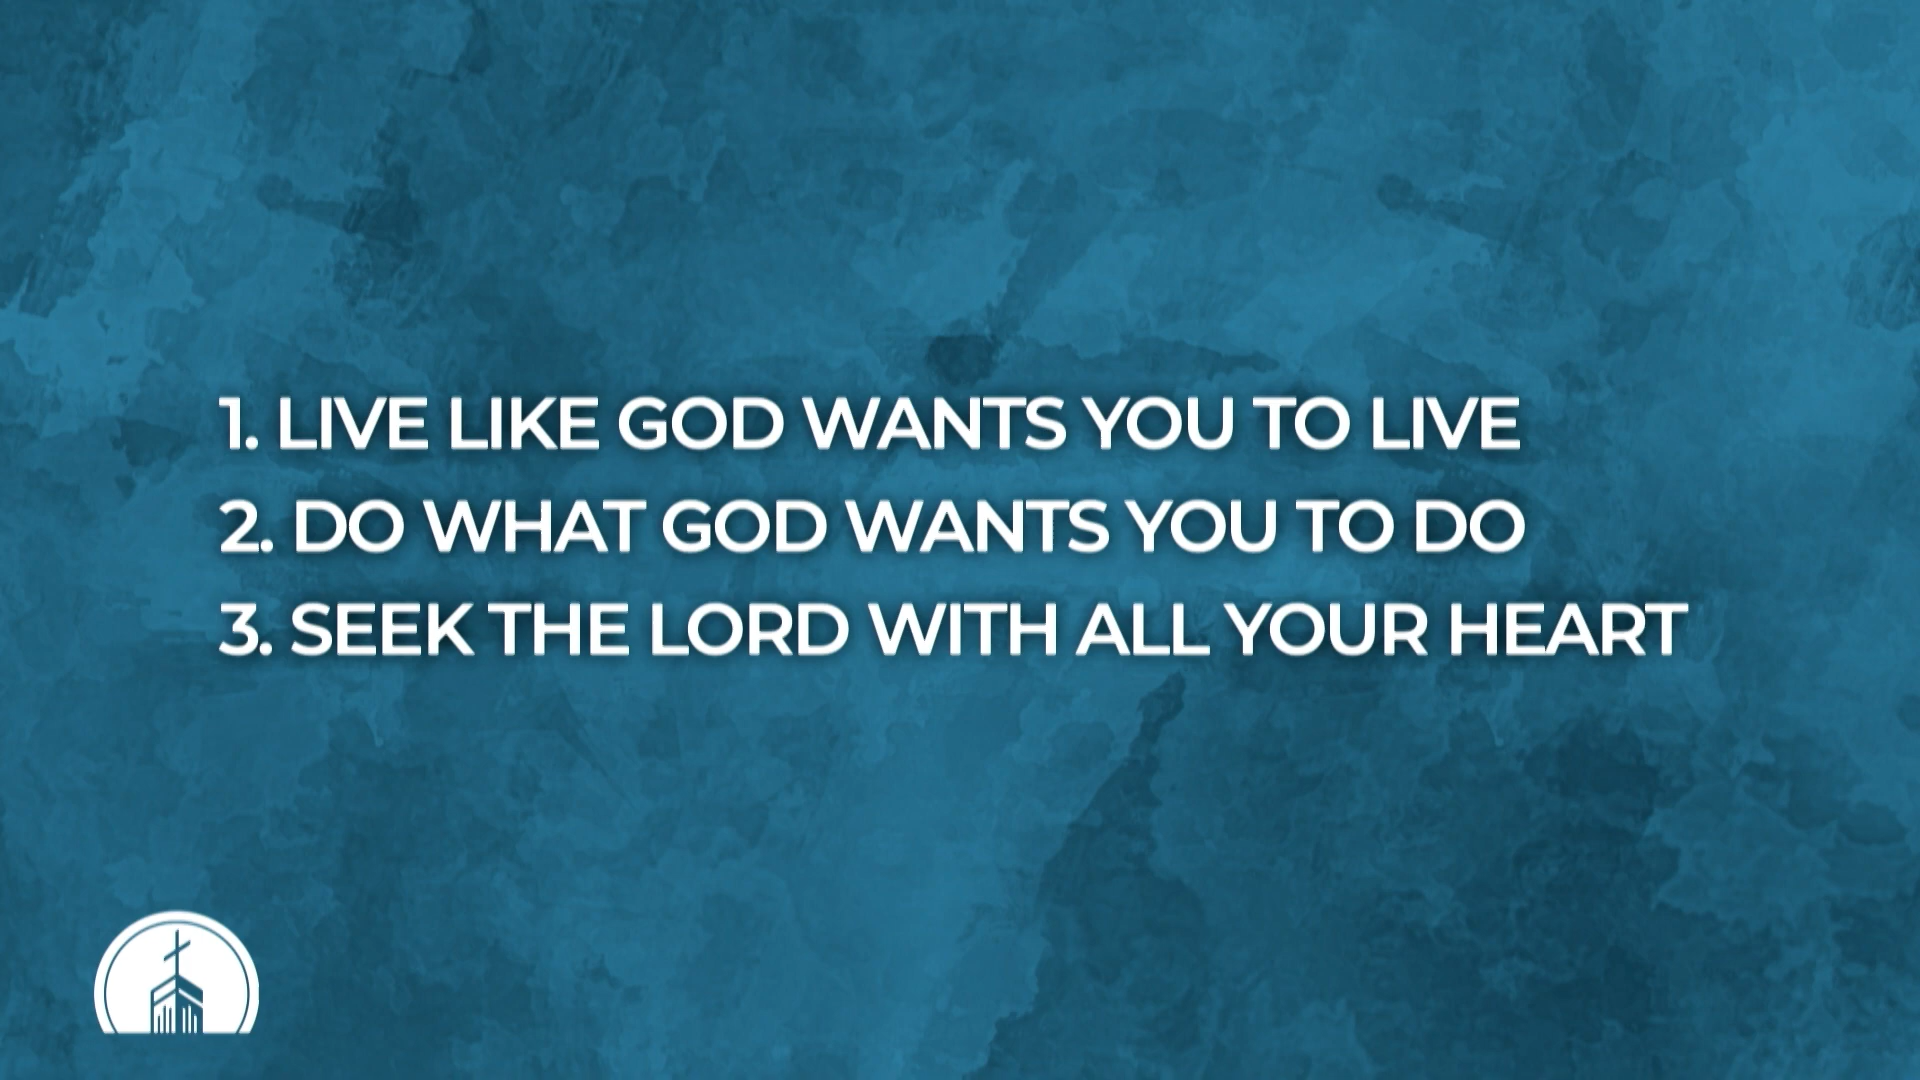 1. LIVE LIKE GOD WANTS YOU TO LIVE
2. DO WHAT GOD WANTS YOU TO DO
3. SEEK THE LORD WITH ALL YOUR HEART